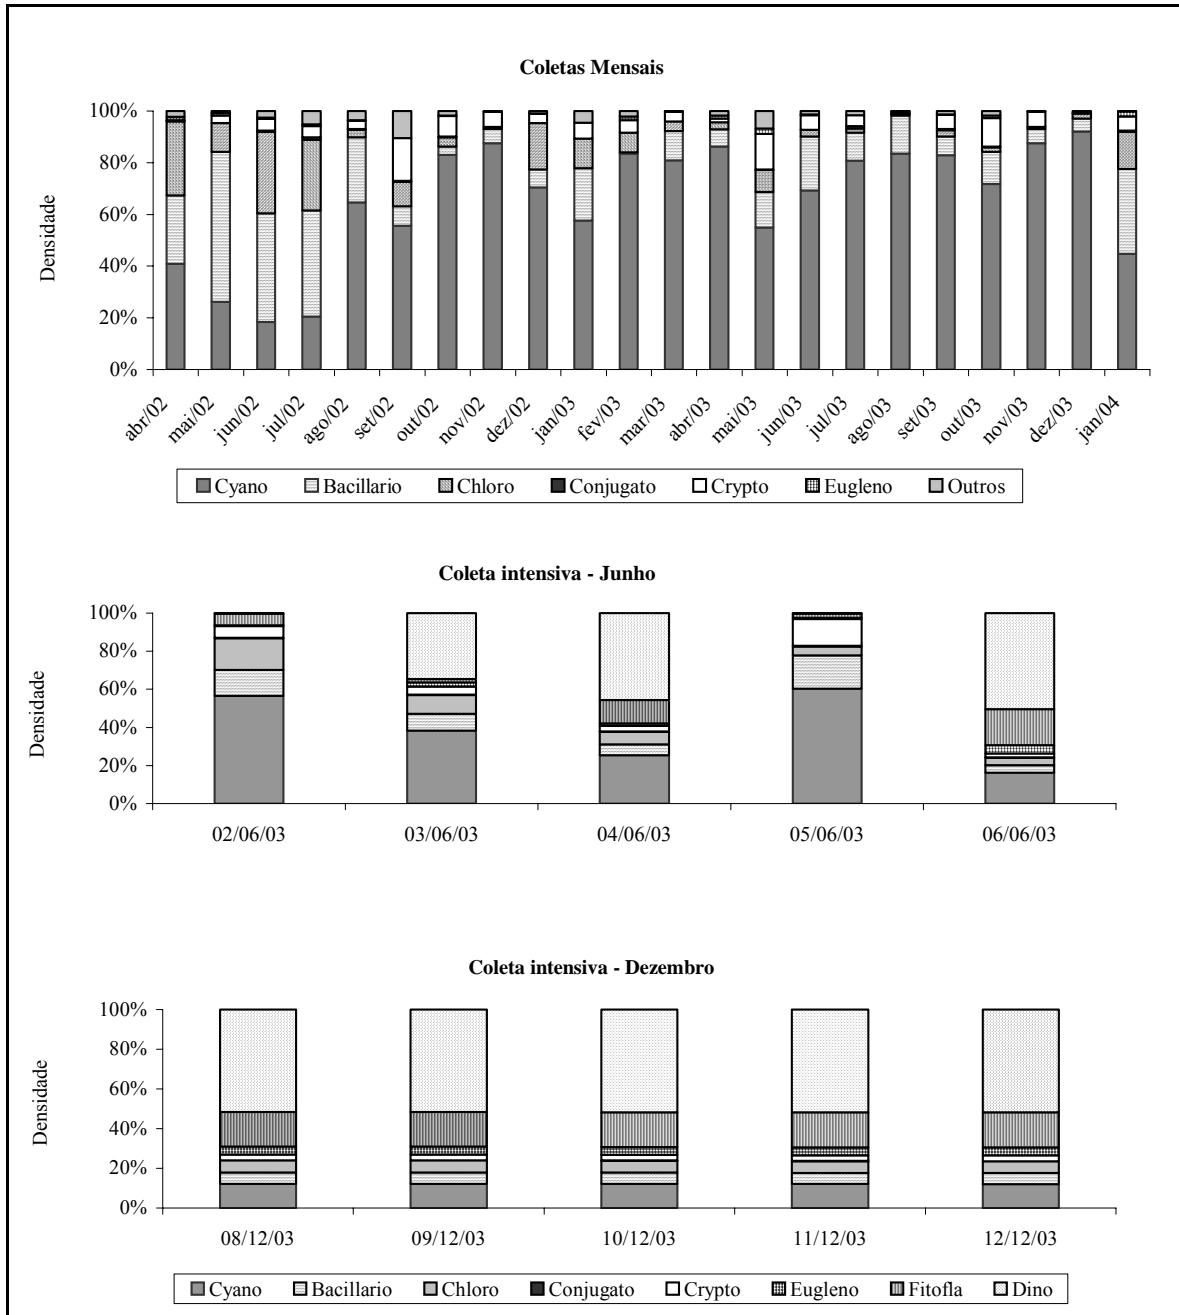 Coletas Mensais
100%
80%
60%
40%
20%
0%
Densidade
abr/02 mai/02 jun/02 jul/02 ago/02 set/02 out/02 nov/02 dez/02 jan/03 fev/03 mar/03 abr/03 mai/03 jun/03 jul/03 ago/03 set/03 out/03 nov/03 dez/03 jan/04
Cyano Bacillario Chloro Conjugato Crypto Eugleno Outros
Coleta intensiva - Junho
100%
80%
60%
40%
20%
0%
Densidade
02/06/03 03/06/03 04/06/03 05/06/03 06/06/03
Coleta intensiva - Dezembro
100%
80%
60%
40%
20%
0%
Densidade
08/12/03 09/12/03 10/12/03 11/12/03 12/12/03
Cyano Bacillario Chloro Conjugato Crypto Eugleno Fitofla Dino